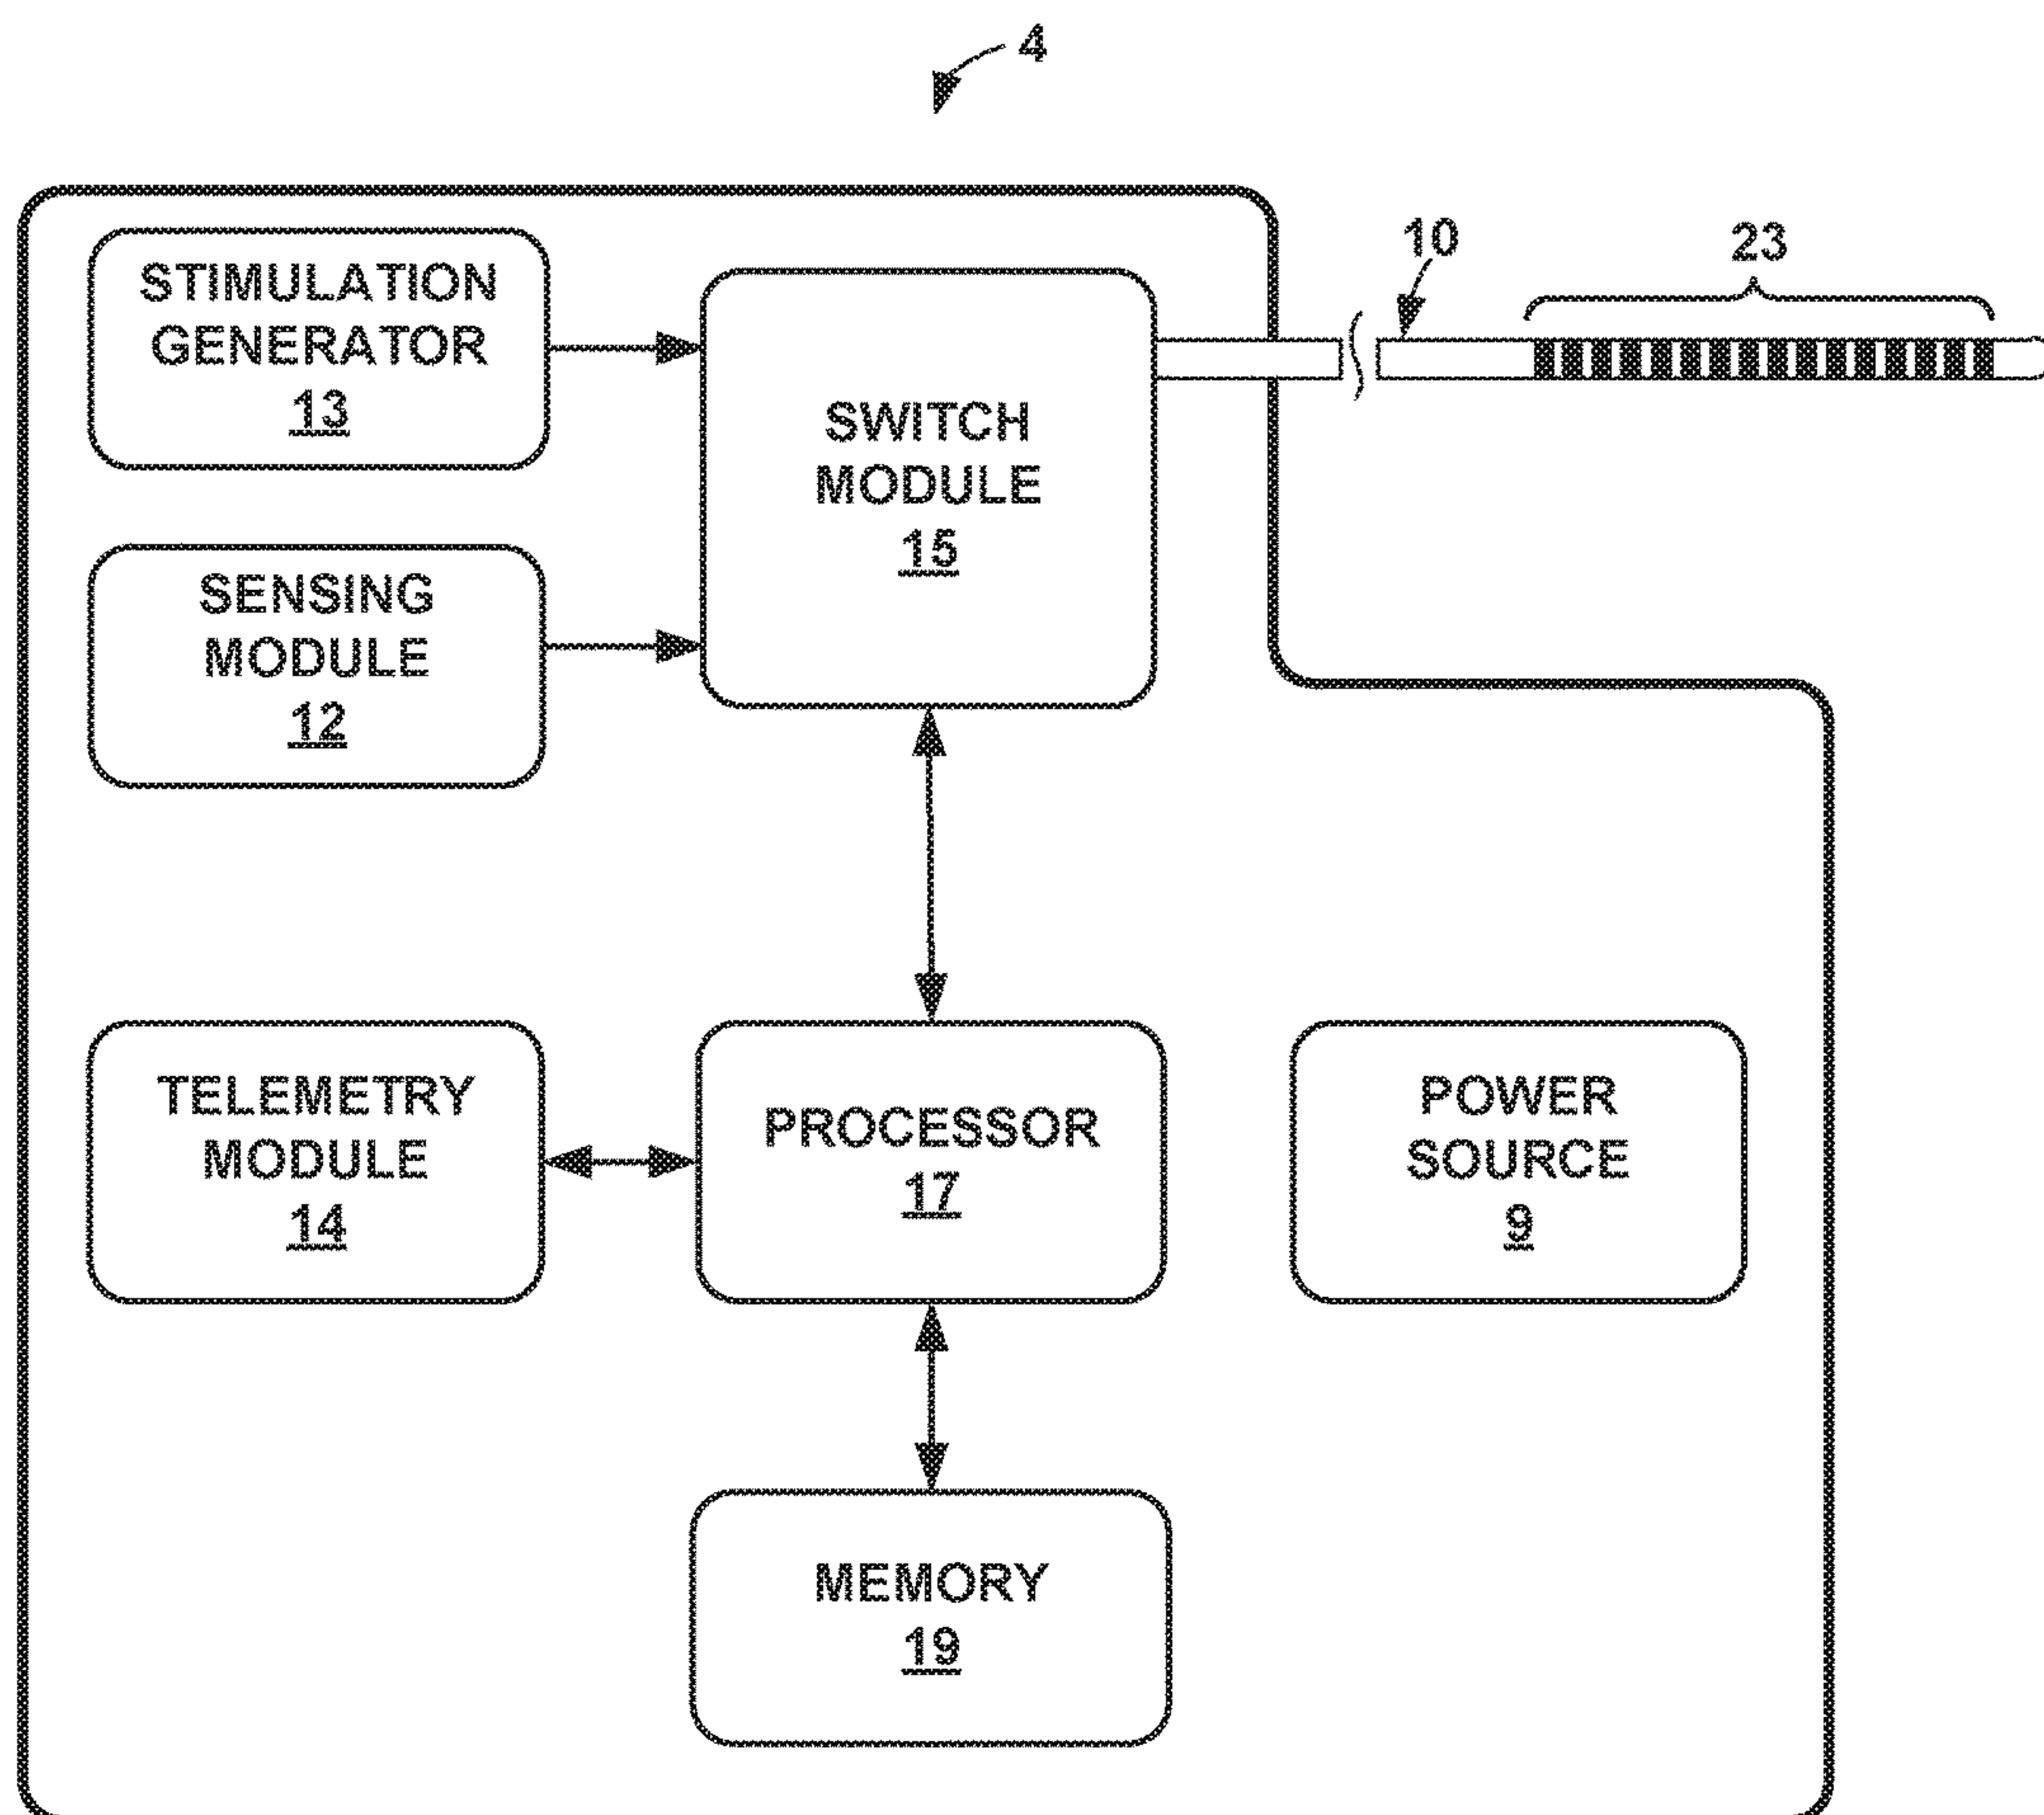 4
10
23
STIMULATION
GENERATOR
13
SWITCH
MODULE
15
SENSING
MODULE
12
TELEMETRY
MODULE
14
PROCESSOR
17
POWER
SOURCE
9
MEMORY
19